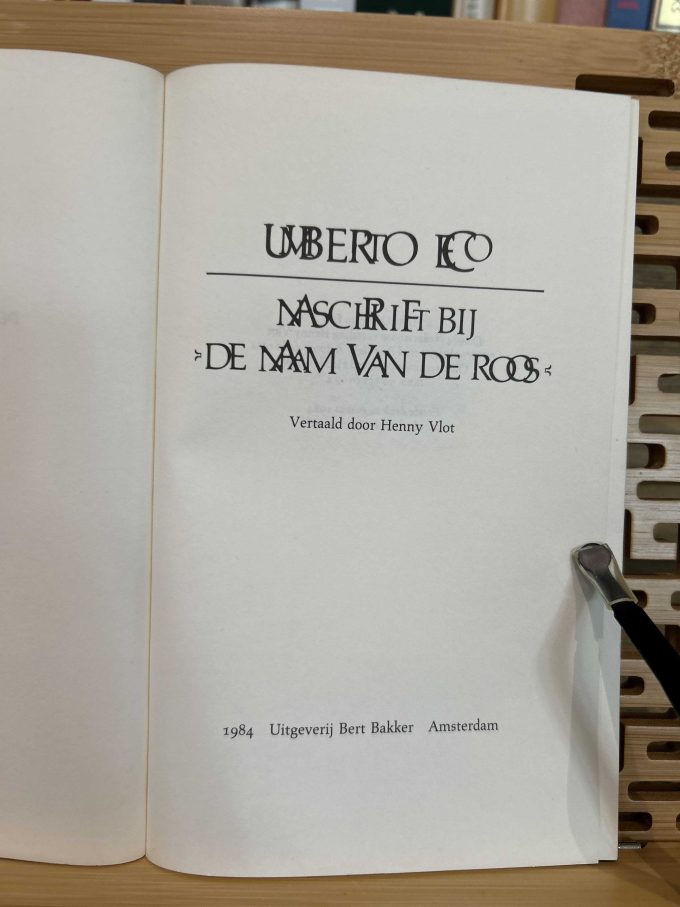 UMBERTO ECO
NASCHRIFT BIJ
DE NAAM VAN DE ROOS
Vertaald door Henny Vlot
1984 Uitgeverij Bert Bakker Amsterdam